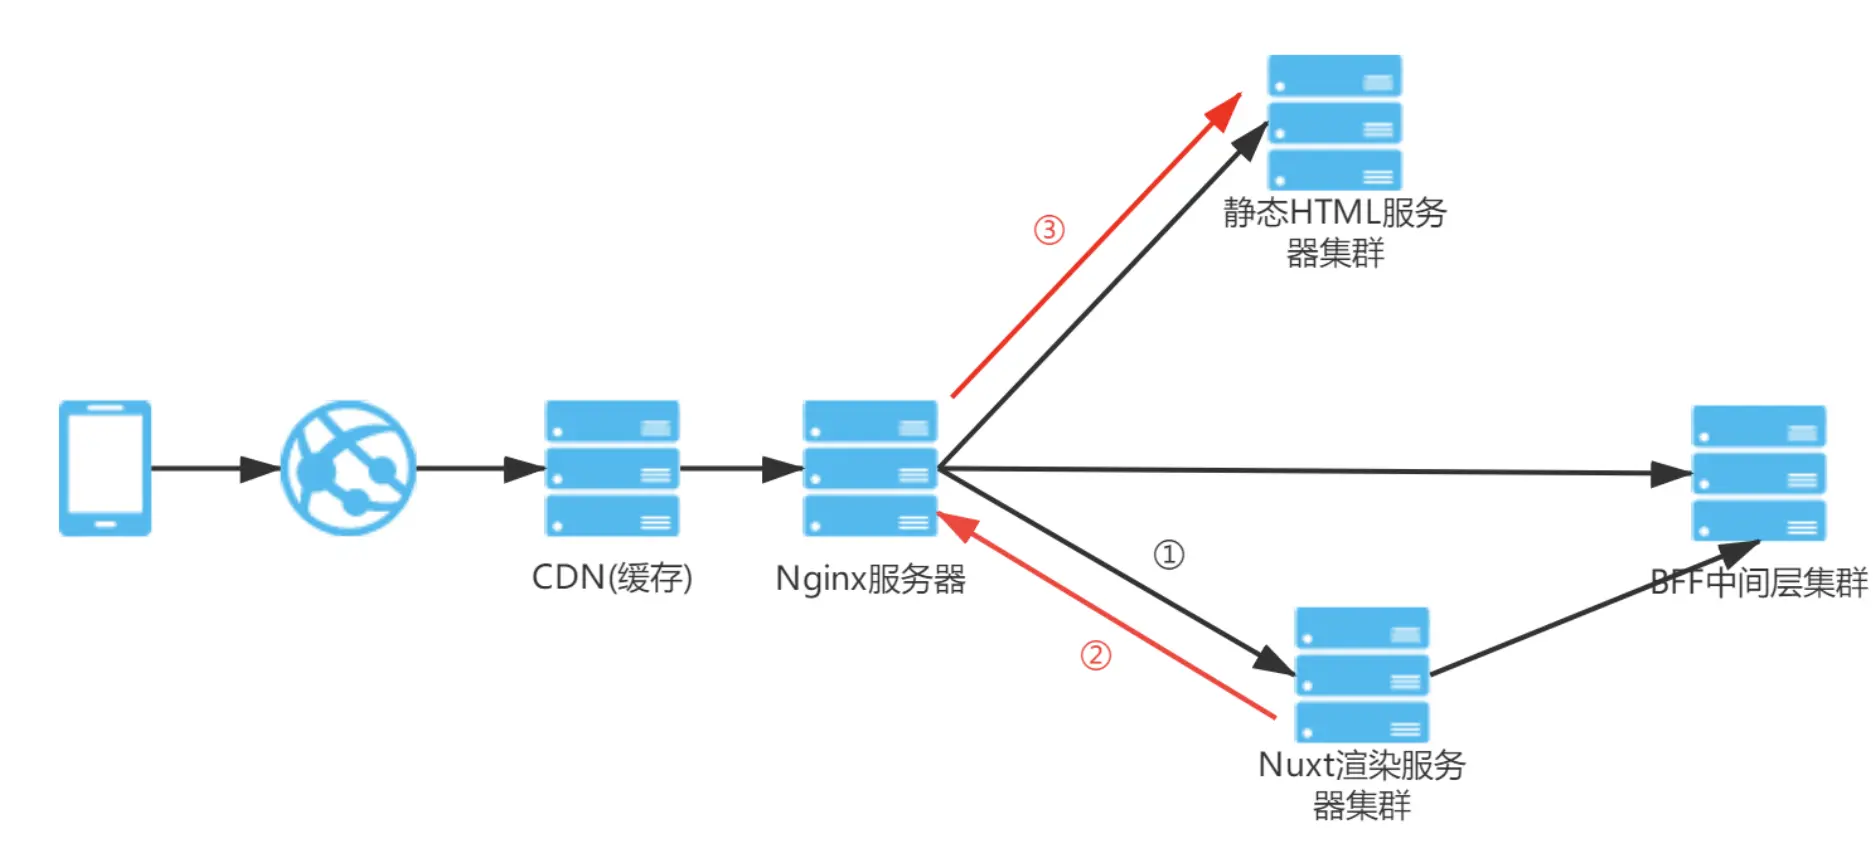 静态HTML服务
器集群
③
CDN(缓存)
Nginx服务器
①
BFF中间层集群
②
Nuxt渲染服务
器集群